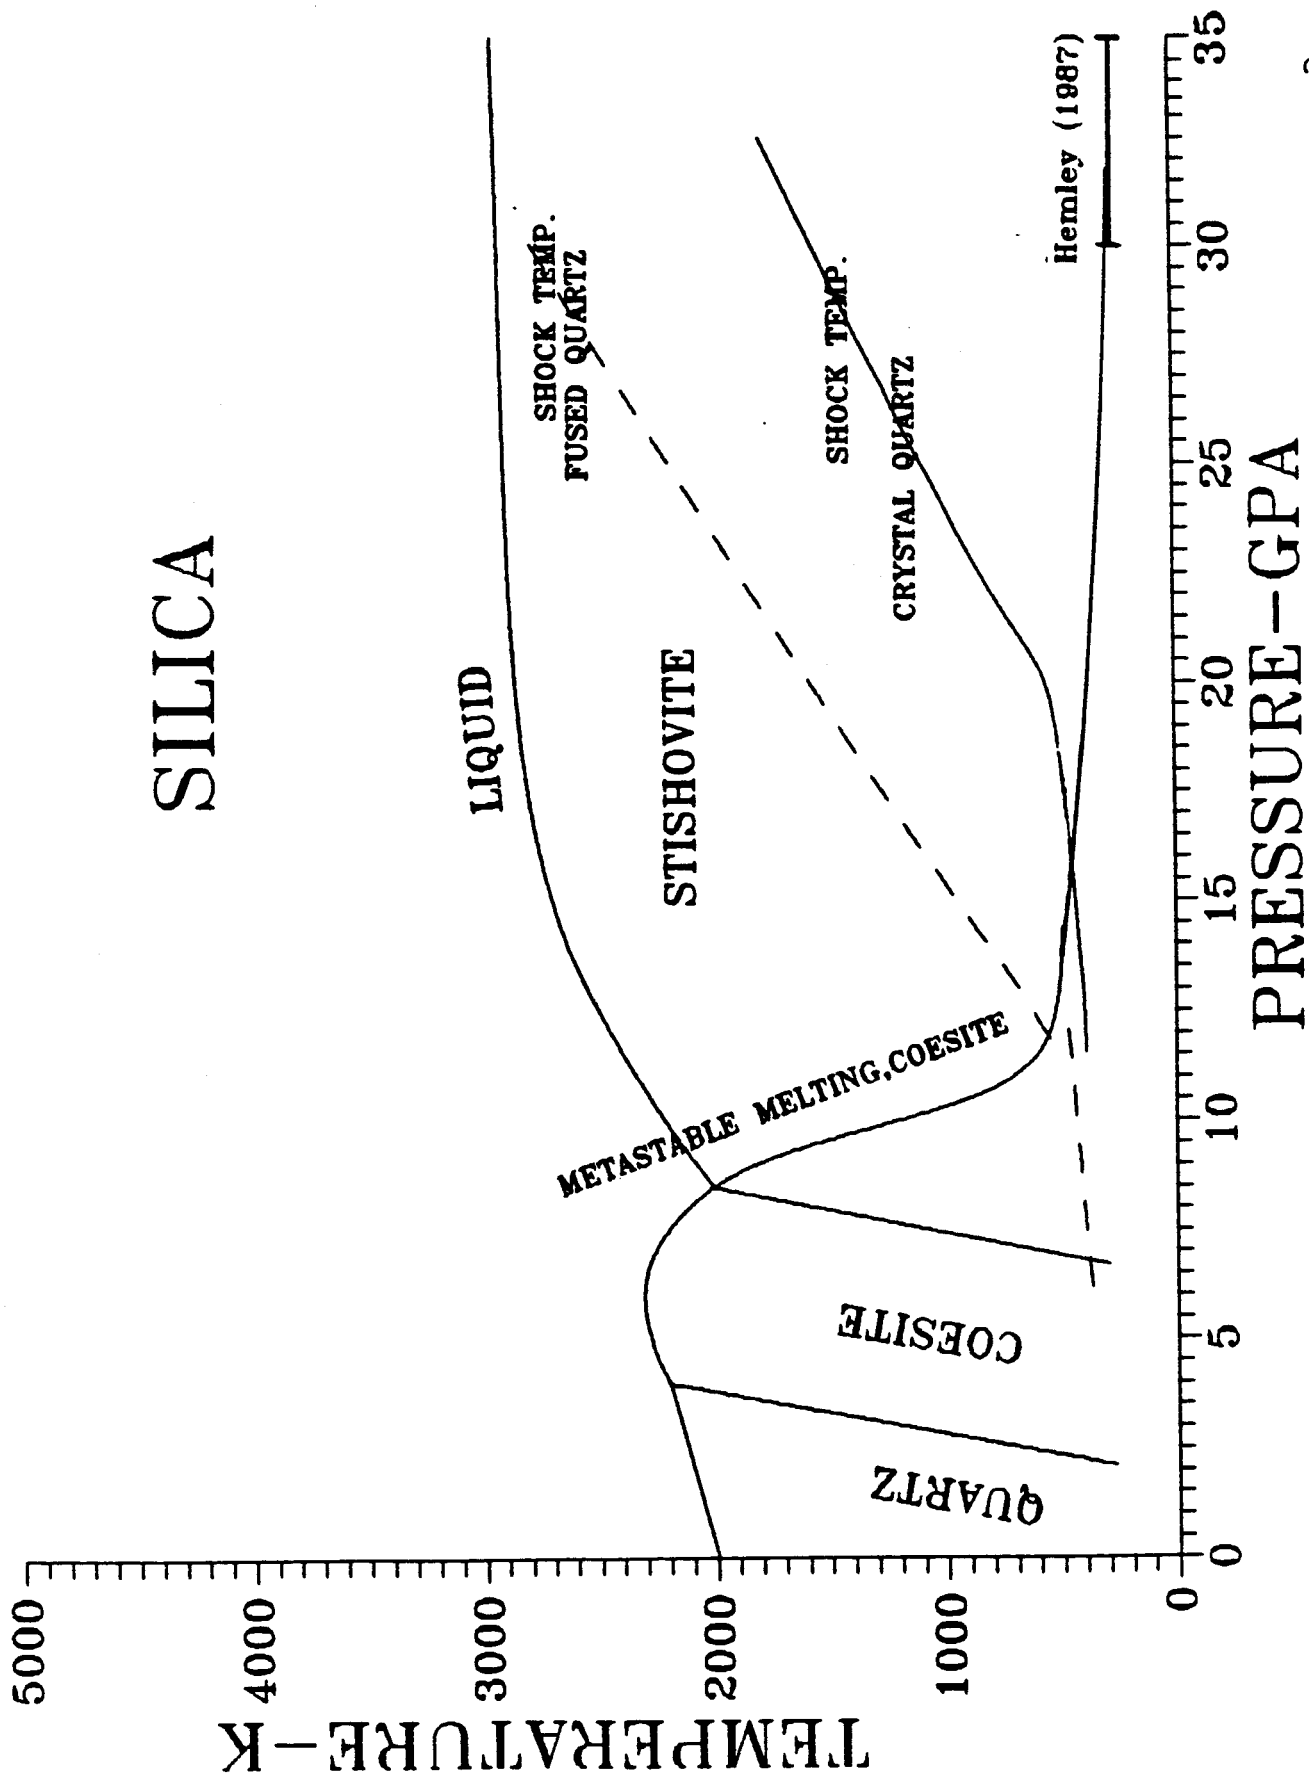 SILICA
5000
4000
3000
2000
1000
0
TEMPERATURE-K
LIQUID
STISHOVITE
SHOCK TEMP.
FUSED QUARTZ
SHOCK TEMP.
CRYSTAL QUARTZ
METASTABLE MELTING,COESITE
QUARTZ
COESITE
Hemley (1987)
0 5 10 15 20 25 30 35
PRESSURE-GPA